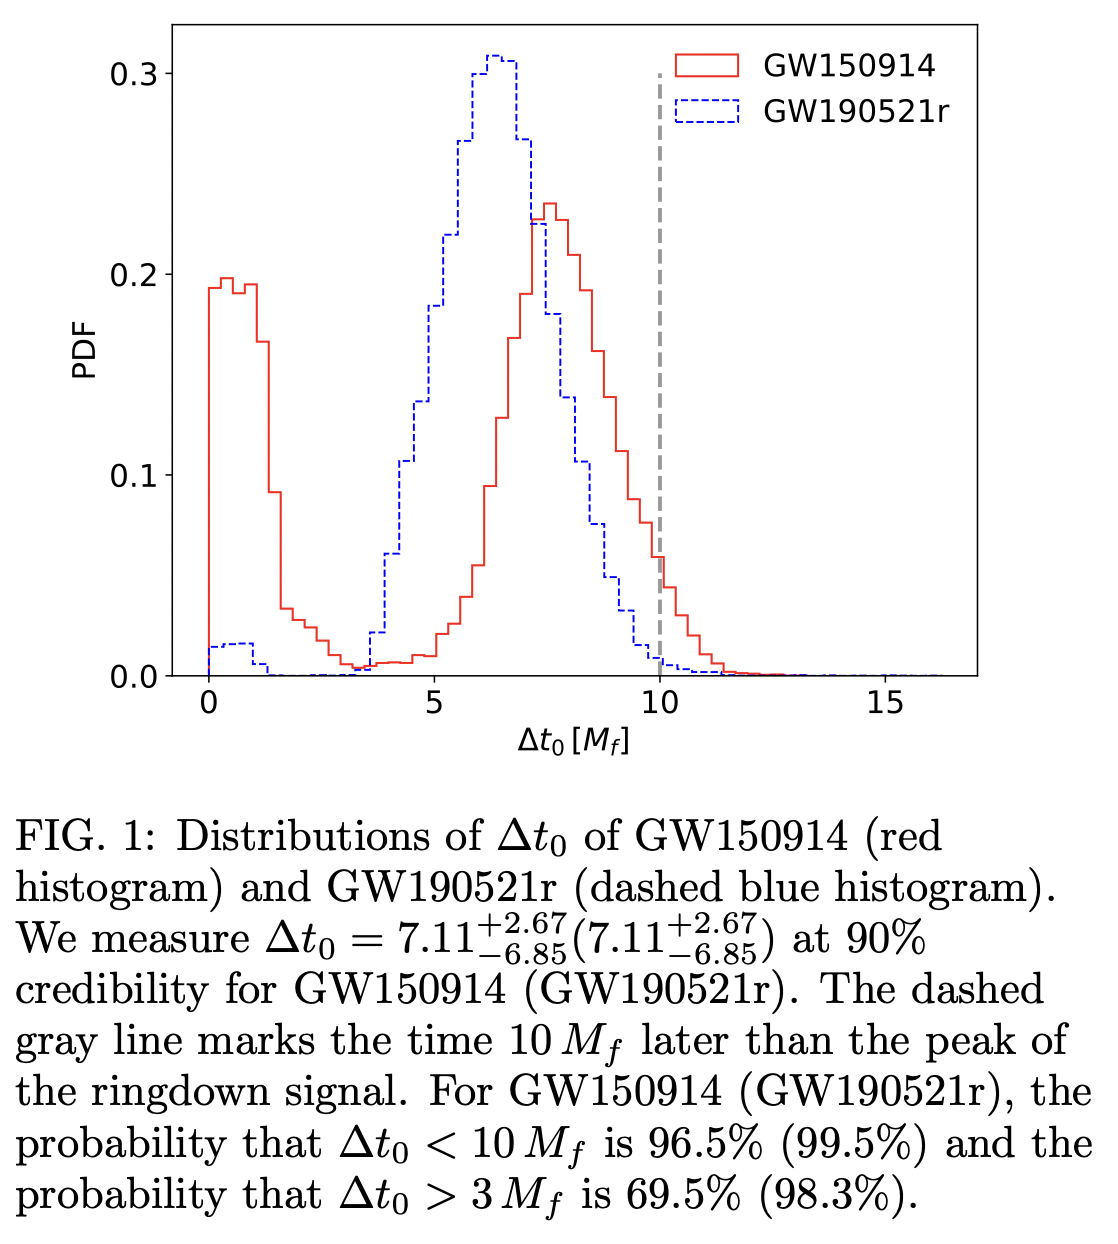 0.3
0.2
0.1
0.0
PDF
GW150914
GW190521r
0 5 10 15
Δt₀ [M_f]
FIG. 1: Distributions of Δt₀ of GW150914 (red
histogram) and GW190521r (dashed blue histogram).
We measure Δt₀ = 7.11^{+2.67}_{−6.85}(7.11^{+2.67}_{−6.85}) at 90%
credibility for GW150914 (GW190521r). The dashed
gray line marks the time 10 M_f later than the peak of
the ringdown signal. For GW150914 (GW190521r), the
probability that Δt₀ < 10 M_f is 96.5% (99.5%) and the
probability that Δt₀ > 3 M_f is 69.5% (98.3%).